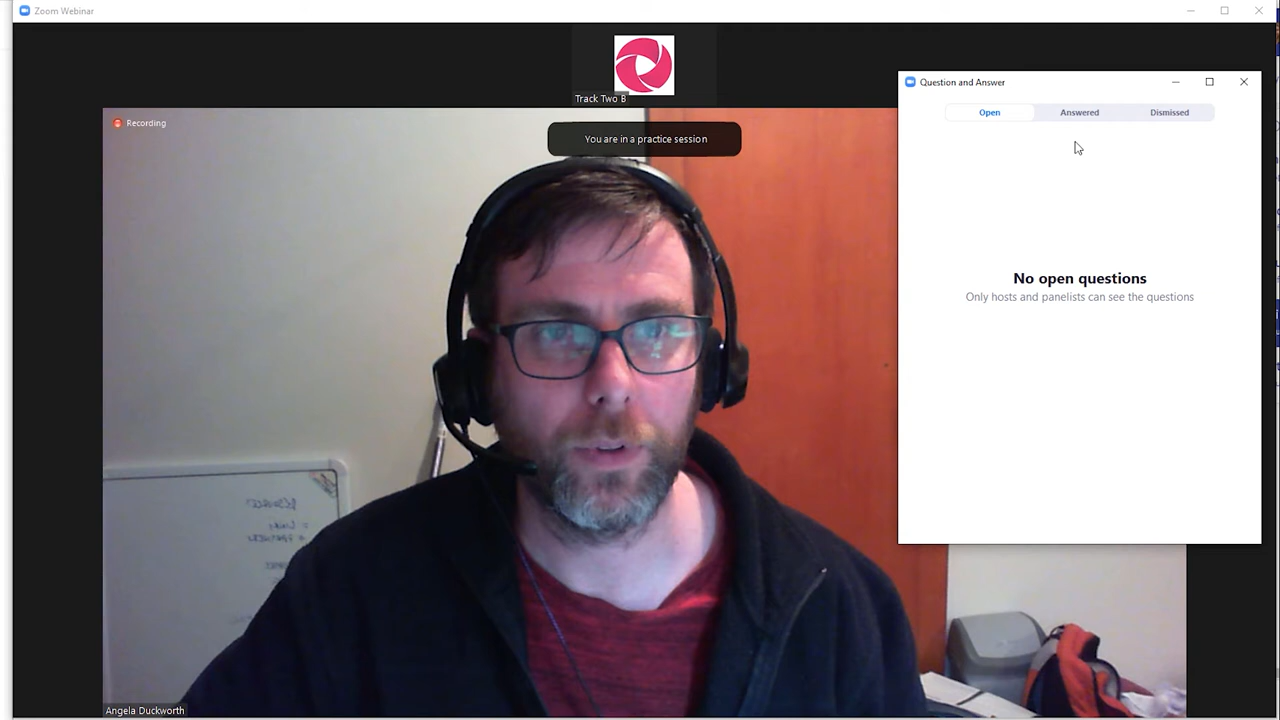 Zoom Webinar
Track Two B
Recording
You are in a practice session
Question and Answer
Open Answered Dismissed
No open questions
Only hosts and panelists can see the questions
Angela Duckworth